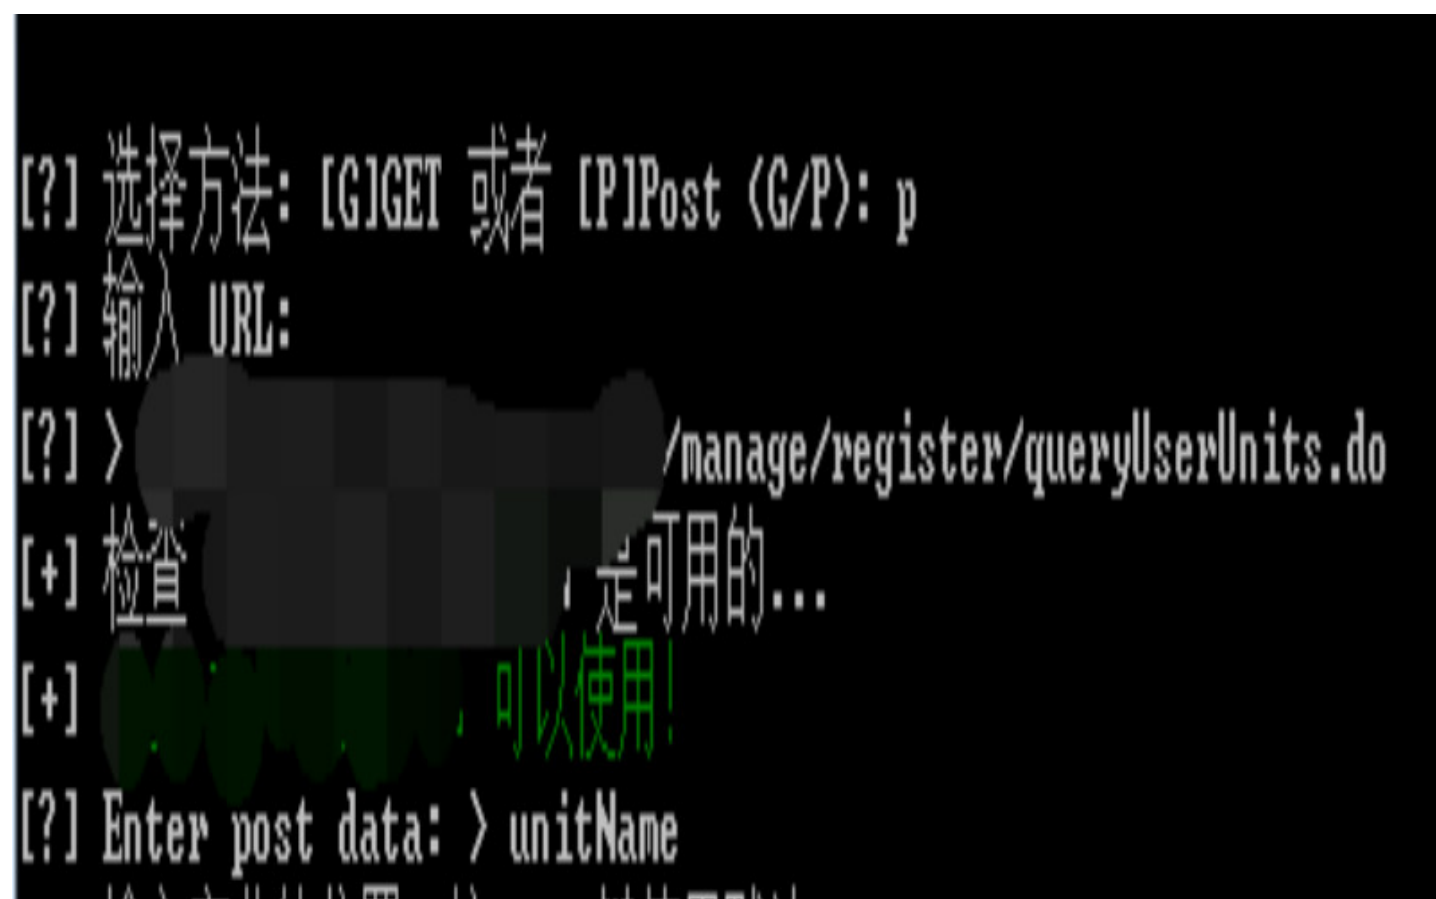 [?] 选择方法: [G]GET 或者 [P]Post (G/P): p
[?] 输入 URL:
[?] > /manage/register/queryUserUnits.do
[+] 检查 , 是可用的...
[+] , 可以使用!
[?] Enter post data: > unitName